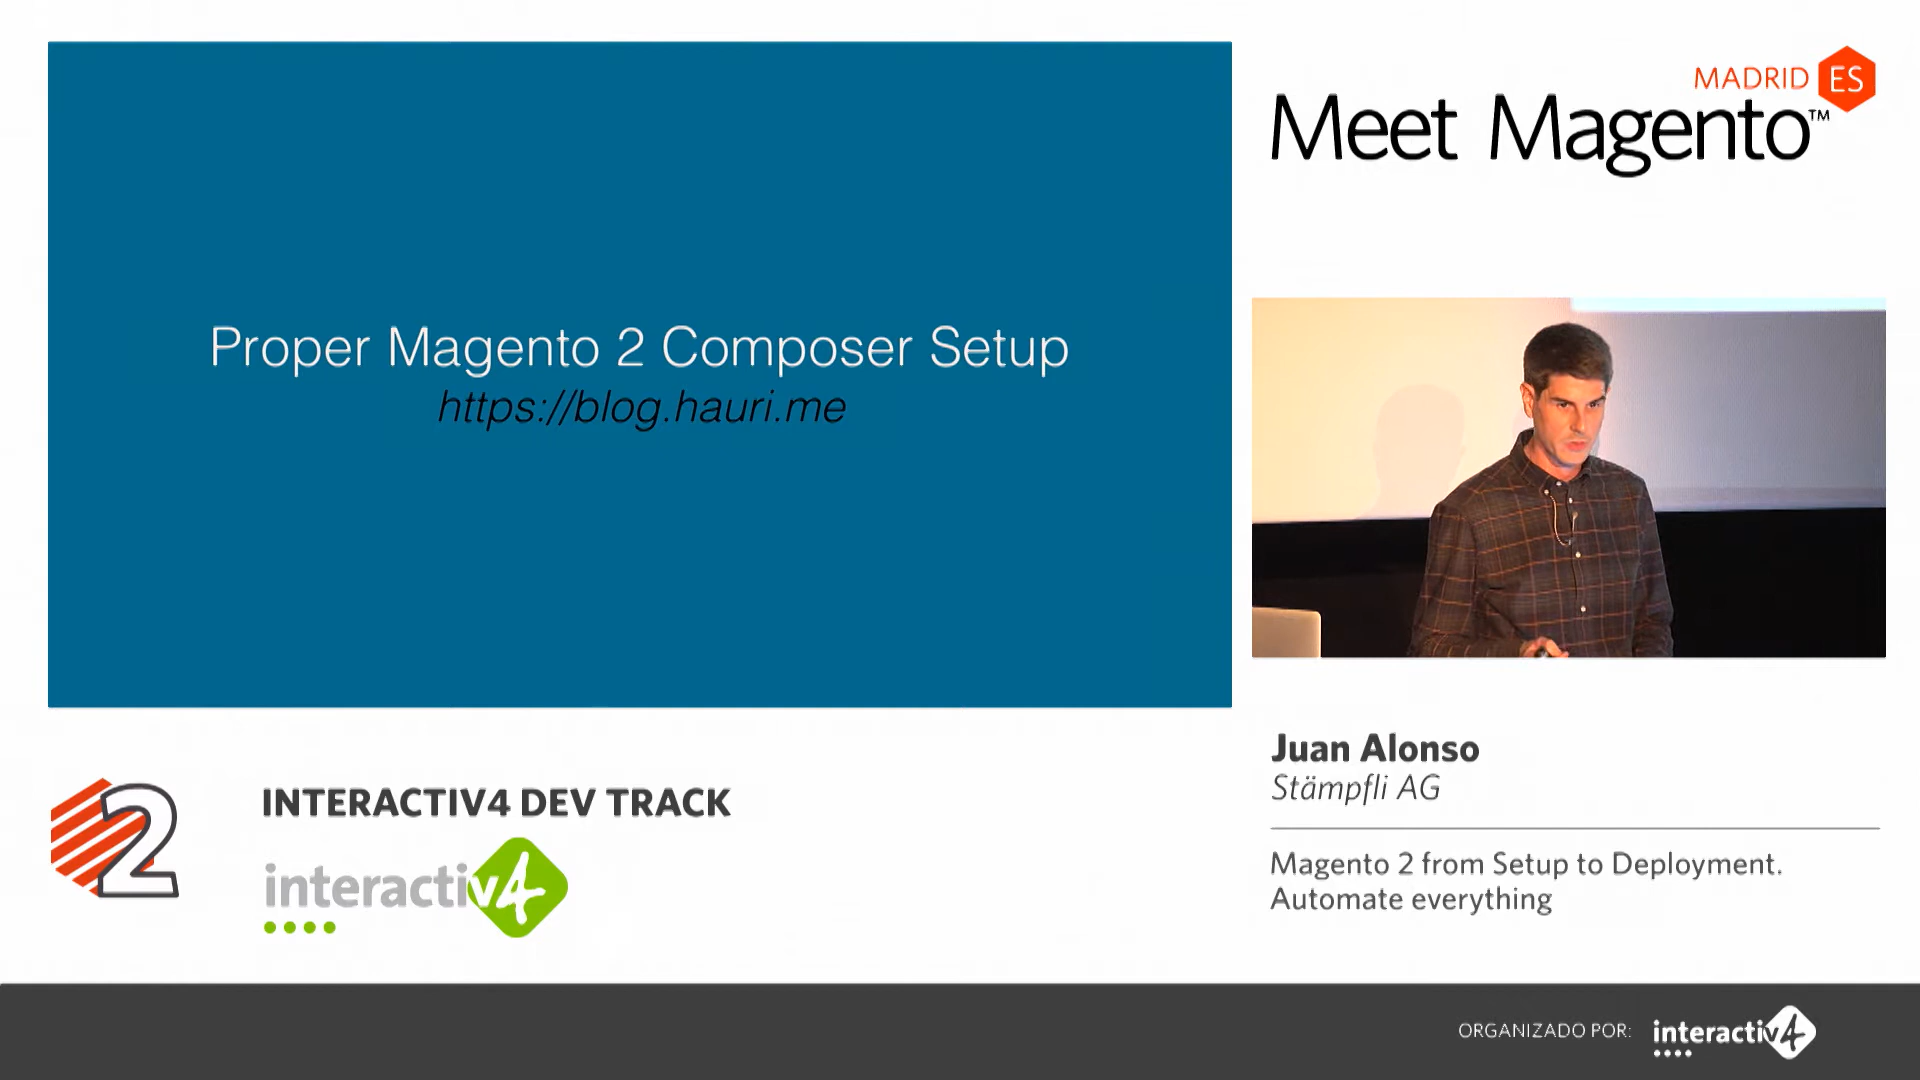 Proper Magento 2 Composer Setup
https://blog.hauri.me
MADRID ES
Meet Magento™
Juan Alonso
Stämpfli AG
Magento 2 from Setup to Deployment.
Automate everything
2
INTERACTIV4 DEV TRACK
interactiv4
ORGANIZADO POR: interactiv4